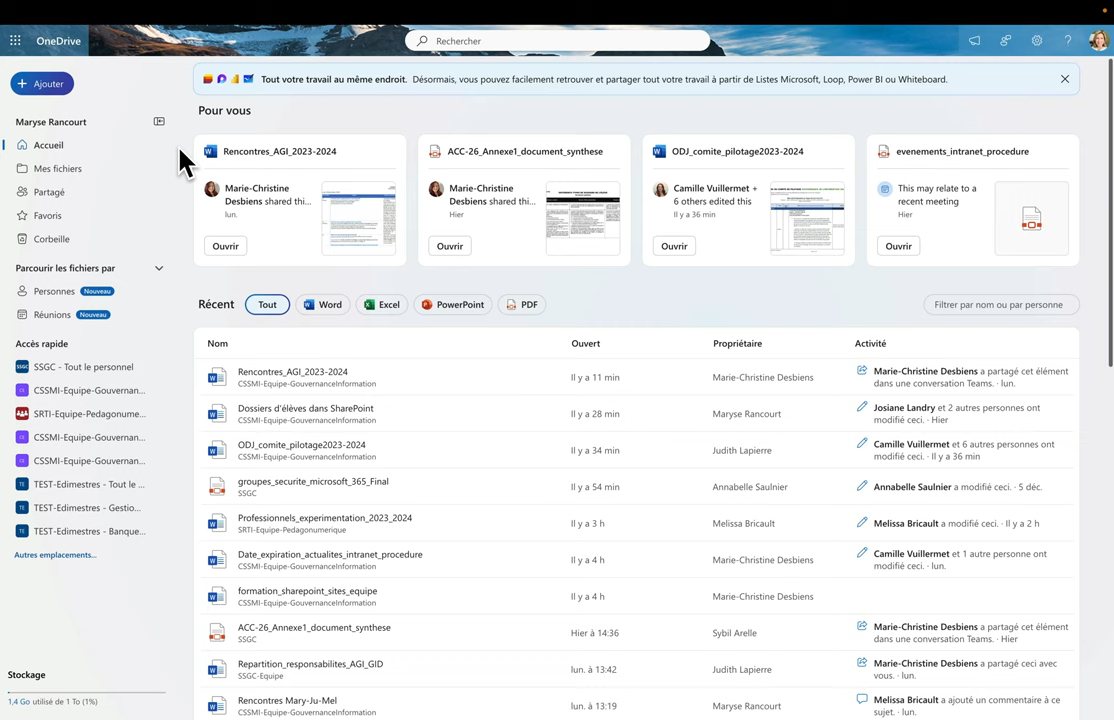 OneDrive
Rechercher
Ajouter
Tout votre travail au même endroit. Désormais, vous pouvez facilement retrouver et partager tout votre travail à partir de Listes Microsoft, Loop, Power BI ou Whiteboard.
Maryse Rancourt
Accueil
Mes fichiers
Partagé
Favoris
Corbeille
Parcourir les fichiers par
Personnes Nouveau
Réunions Nouveau
Accès rapide
SSGC SSGC - Tout le personnel
CE CSSMI-Equipe-Gouvernan...
SRTI-Equipe-Pedagonume...
CE CSSMI-Equipe-Gouvernan...
CE CSSMI-Equipe-Gouvernan...
TE TEST-Edimestres - Tout le ...
TE TEST-Edimestres - Gestio...
TE TEST-Edimestres - Banque...
Autres emplacements...
Stockage
1,4 Go utilisé de 1 To (1%)
Pour vous
Rencontres_AGI_2023-2024
Marie-Christine
Desbiens shared thi...
lun.
Ouvrir
ACC-26_Annexe1_document_synthese
Marie-Christine
Desbiens shared thi...
Hier
Ouvrir
ODJ_comite_pilotage2023-2024
Camille Vuillermet +
6 others edited this
Il y a 36 min
Ouvrir
evenements_intranet_procedure
This may relate to a
recent meeting
Hier
Ouvrir
Récent Tout Word Excel PowerPoint PDF Filtrer par nom ou par personne
Nom Ouvert Propriétaire Activité
Rencontres_AGI_2023-2024
CSSMI-Equipe-GouvernanceInformation
Il y a 11 min
Marie-Christine Desbiens
Marie-Christine Desbiens a partagé cet élément
dans une conversation Teams. · lun.
Dossiers d'élèves dans SharePoint
CSSMI-Equipe-GouvernanceInformation
Il y a 28 min
Maryse Rancourt
Josiane Landry et 2 autres personnes ont
modifié ceci. · Hier
ODJ_comite_pilotage2023-2024
CSSMI-Equipe-GouvernanceInformation
Il y a 34 min
Judith Lapierre
Camille Vuillermet et 6 autres personnes ont
modifié ceci. · Il y a 36 min
groupes_securite_microsoft_365_Final
SSGC
Il y a 54 min
Annabelle Saulnier
Annabelle Saulnier a modifié ceci. · 5 déc.
Professionnels_experimentation_2023_2024
SRTI-Equipe-Pedagonumerique
Il y a 3 h
Melissa Bricault
Melissa Bricault a modifié ceci. · Il y a 2 h
Date_expiration_actualites_intranet_procedure
CSSMI-Equipe-GouvernanceInformation
Il y a 4 h
Marie-Christine Desbiens
Camille Vuillermet et 1 autre personne ont
modifié ceci. · lun.
formation_sharepoint_sites_equipe
CSSMI-Equipe-GouvernanceInformation
Il y a 4 h
Marie-Christine Desbiens
ACC-26_Annexe1_document_synthese
SSGC
Hier à 14:36
Sybil Arelle
Marie-Christine Desbiens a partagé cet élément
dans une conversation Teams. · Hier
Repartition_responsabilites_AGI_GID
SSGC-Equipe
lun. à 13:42
Judith Lapierre
Marie-Christine Desbiens a partagé ceci avec
vous. · lun.
Rencontres Mary-Ju-Mel
CSSMI-Equipe-GouvernanceInformation
lun. à 13:19
Maryse Rancourt
Melissa Bricault a ajouté un commentaire à ce
sujet. · lun.